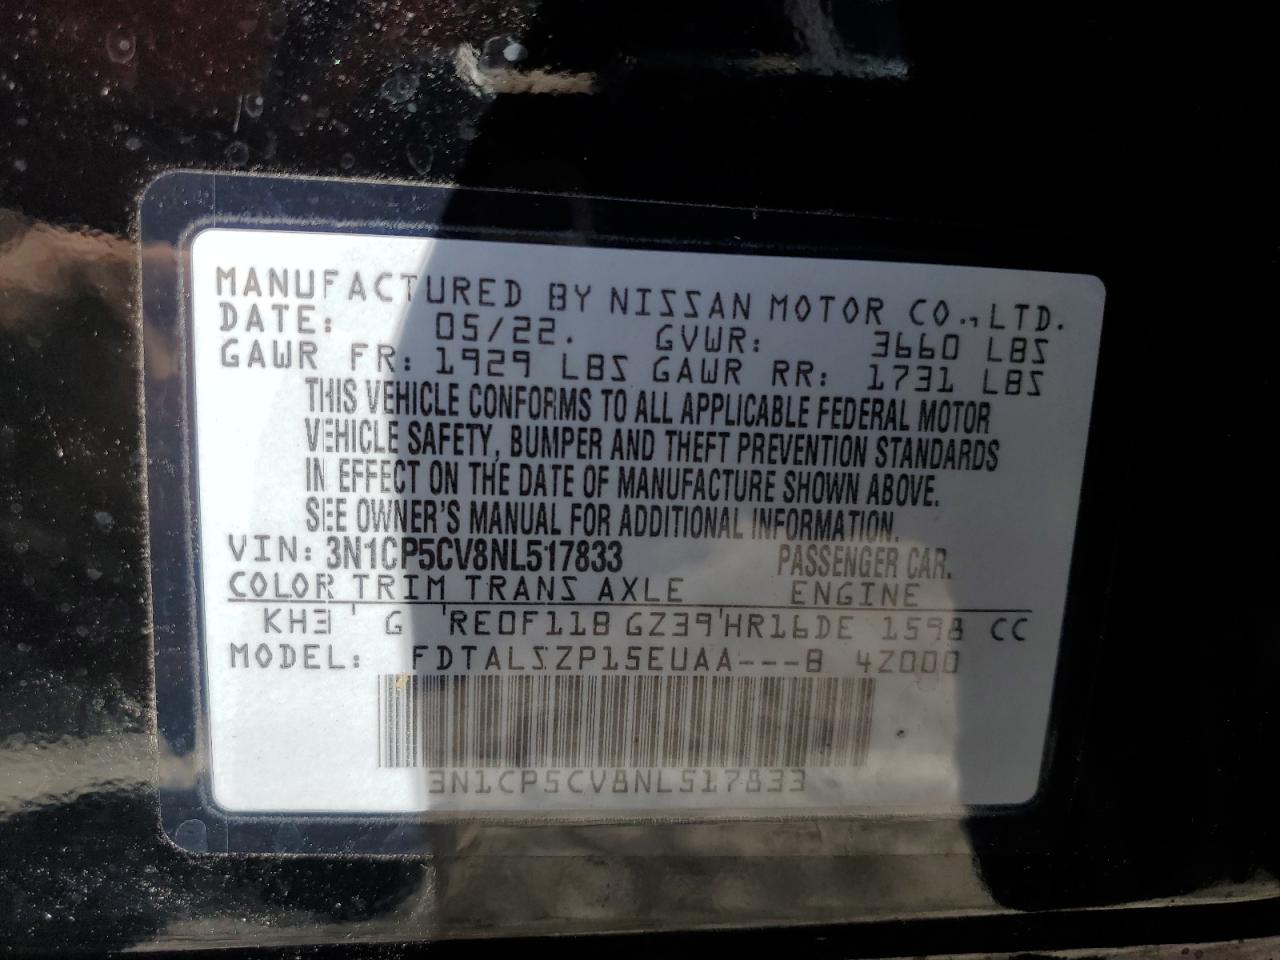 MANUFACTURED BY NISSAN MOTOR CO., LTD.
DATE: 05/22. GVWR: 3660 LBS
GAWR FR: 1929 LBS GAWR RR: 1731 LBS
THIS VEHICLE CONFORMS TO ALL APPLICABLE FEDERAL MOTOR
VEHICLE SAFETY, BUMPER AND THEFT PREVENTION STANDARDS
IN EFFECT ON THE DATE OF MANUFACTURE SHOWN ABOVE.
SEE OWNER'S MANUAL FOR ADDITIONAL INFORMATION.
VIN: 3N1CP5CV8NL517833 PASSENGER CAR.
COLOR TRIM TRANS AXLE ENGINE
KH3 ' G 'RE0F11B GZ39'HR16DE 1598 CC
MODEL: FDTALSZP15EUAA---B 4Z000
3N1CP5CV8NL517833